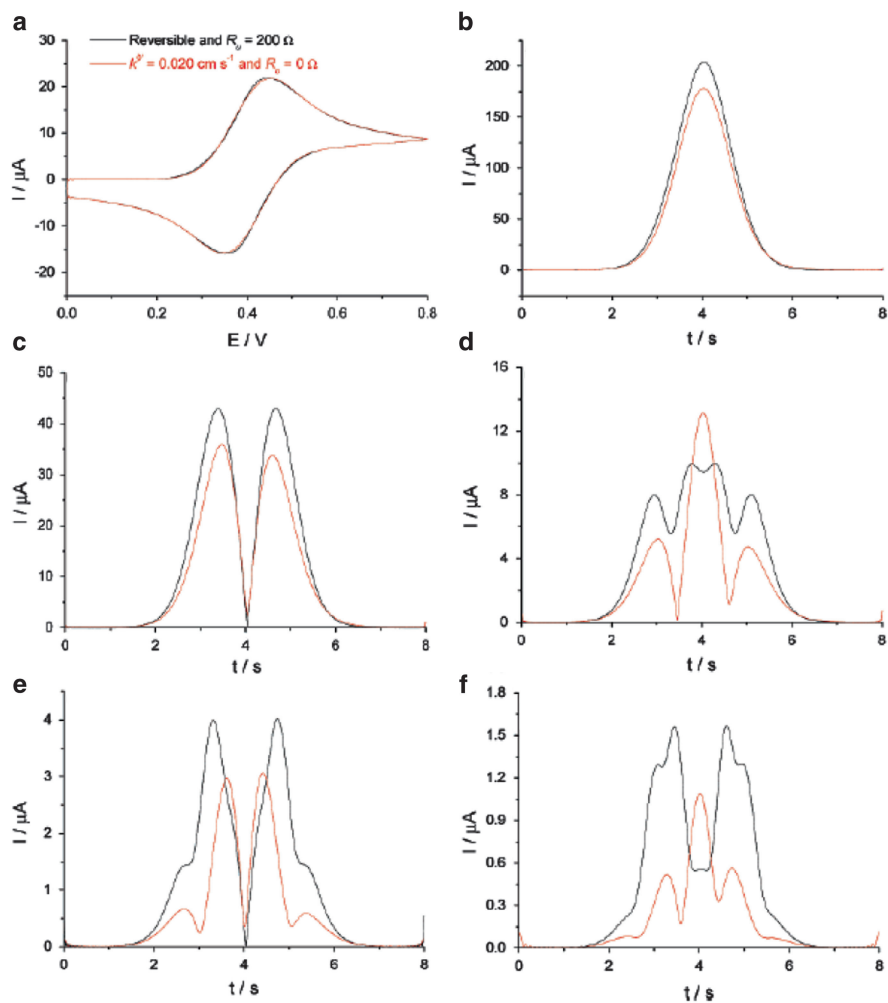 a
Reversible and Ru = 200 Ω
k0' = 0.020 cm s-1 and Ru = 0 Ω
30
20
10
0
-10
-20
I / µA
0.0 0.2 0.4 0.6 0.8
E / V
b
200
150
100
50
0
I / µA
0 2 4 6 8
t / s
c
50
40
30
20
10
0
I / µA
0 2 4 6 8
t / s
d
16
12
8
4
0
I / µA
0 2 4 6 8
t / s
e
4
3
2
1
0
I / µA
0 2 4 6 8
t / s
f
1.8
1.5
1.2
0.9
0.6
0.3
0.0
I / µA
0 2 4 6 8
t / s